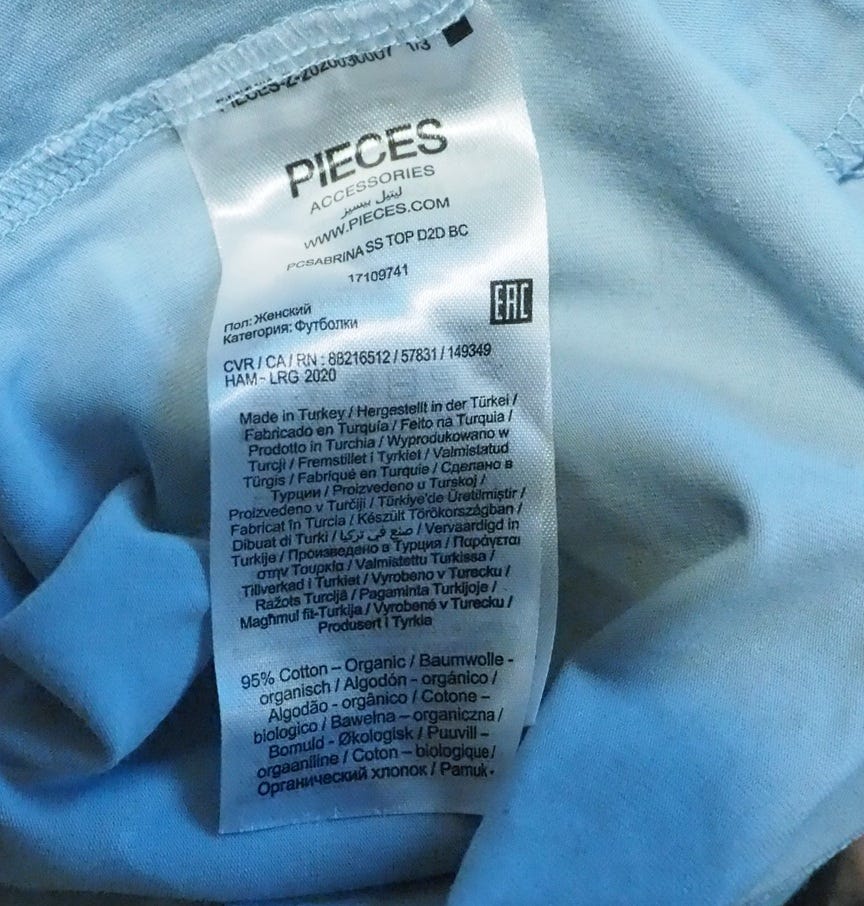 PIECES-Z-2020030007 1/3
PIECES
ACCESSORIES
ليتيل بيسيز
WWW.PIECES.COM
PCSABRINA SS TOP D2D BC
17109741
EAC
Пол: Женский
Категория: Футболки
CVR / CA / RN : 88216512 / 57831 / 149349
HAM - LRG 2020
Made in Turkey / Hergestellt in der Türkei /
Fabricado en Turquía / Feito na Turquia /
Prodotto in Turchia / Wyprodukowano w
Turcji / Fremstillet i Tyrkiet / Valmistatud
Türgis / Fabriqué en Turquie / Сделано в
Турции / Proizvedeno u Turskoj /
Proizvedeno v Turčiji / Türkiye'de Üretilmiştir /
Fabricat în Turcia / Készült Törökországban /
Dibuat di Turki / صنع في تركيا / Vervaardigd in
Turkije / Произведено в Турция / Παράγεται
στην Τουρκία / Valmistettu Turkissa /
Tillverkad i Turkiet / Vyrobeno v Turecku /
Ražots Turcijā / Pagaminta Turkijoje /
Magħmul fit-Turkija / Vyrobené v Turecku /
Produsert i Tyrkia
95% Cotton – Organic / Baumwolle -
organisch / Algodón - orgánico /
Algodão - orgânico / Cotone –
biologico / Bawełna – organiczna /
Bomuld - Økologisk / Puuvill –
orgaaniline / Coton – biologique /
Органический хлопок / Pamuk -